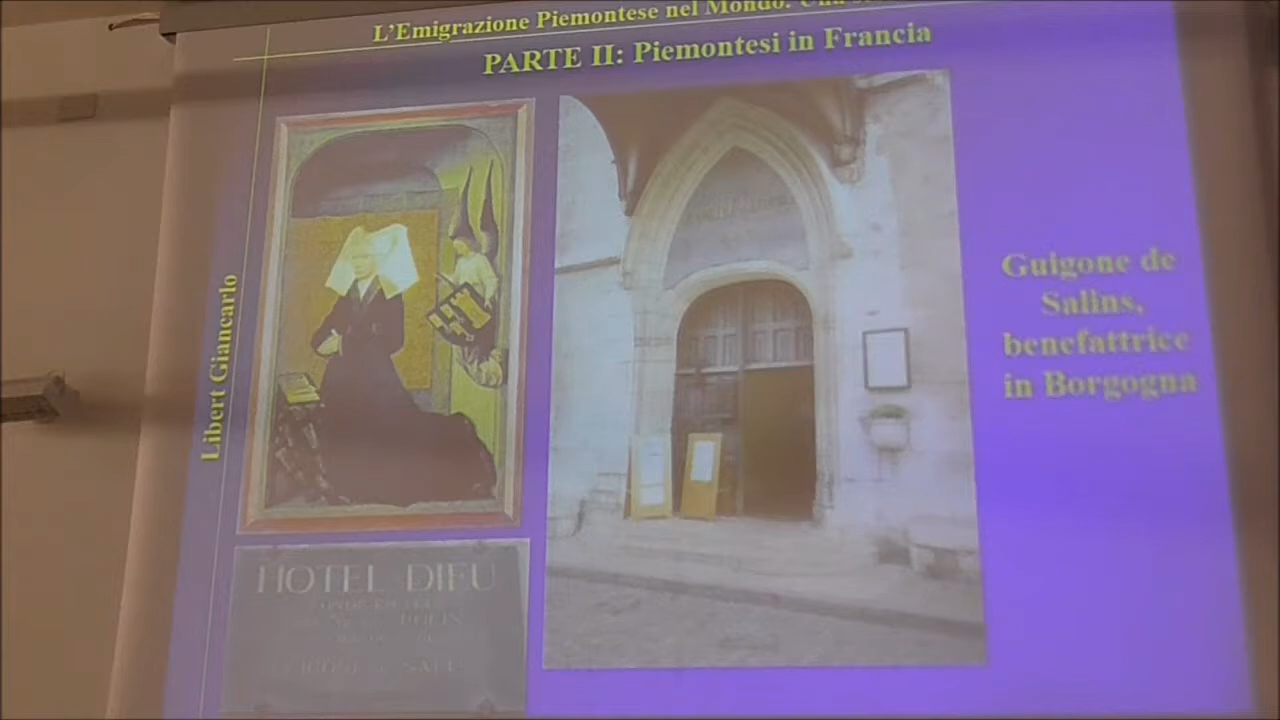 L'Emigrazione Piemontese nel Mondo. Una
PARTE II: Piemontesi in Francia
Libert Giancarlo
Guigone de
Salins,
benefattrice
in Borgogna
HOTEL DIEU